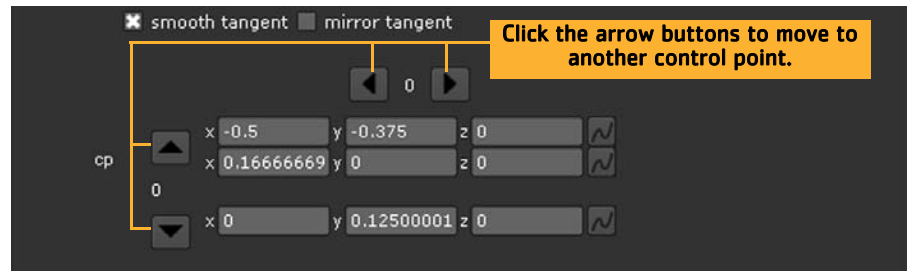 smooth tangent mirror tangent
Click the arrow buttons to move to
another control point.
0
x -0.5 y -0.375 z 0
cp x 0.16666669 y 0 z 0
0
x 0 y 0.12500001 z 0